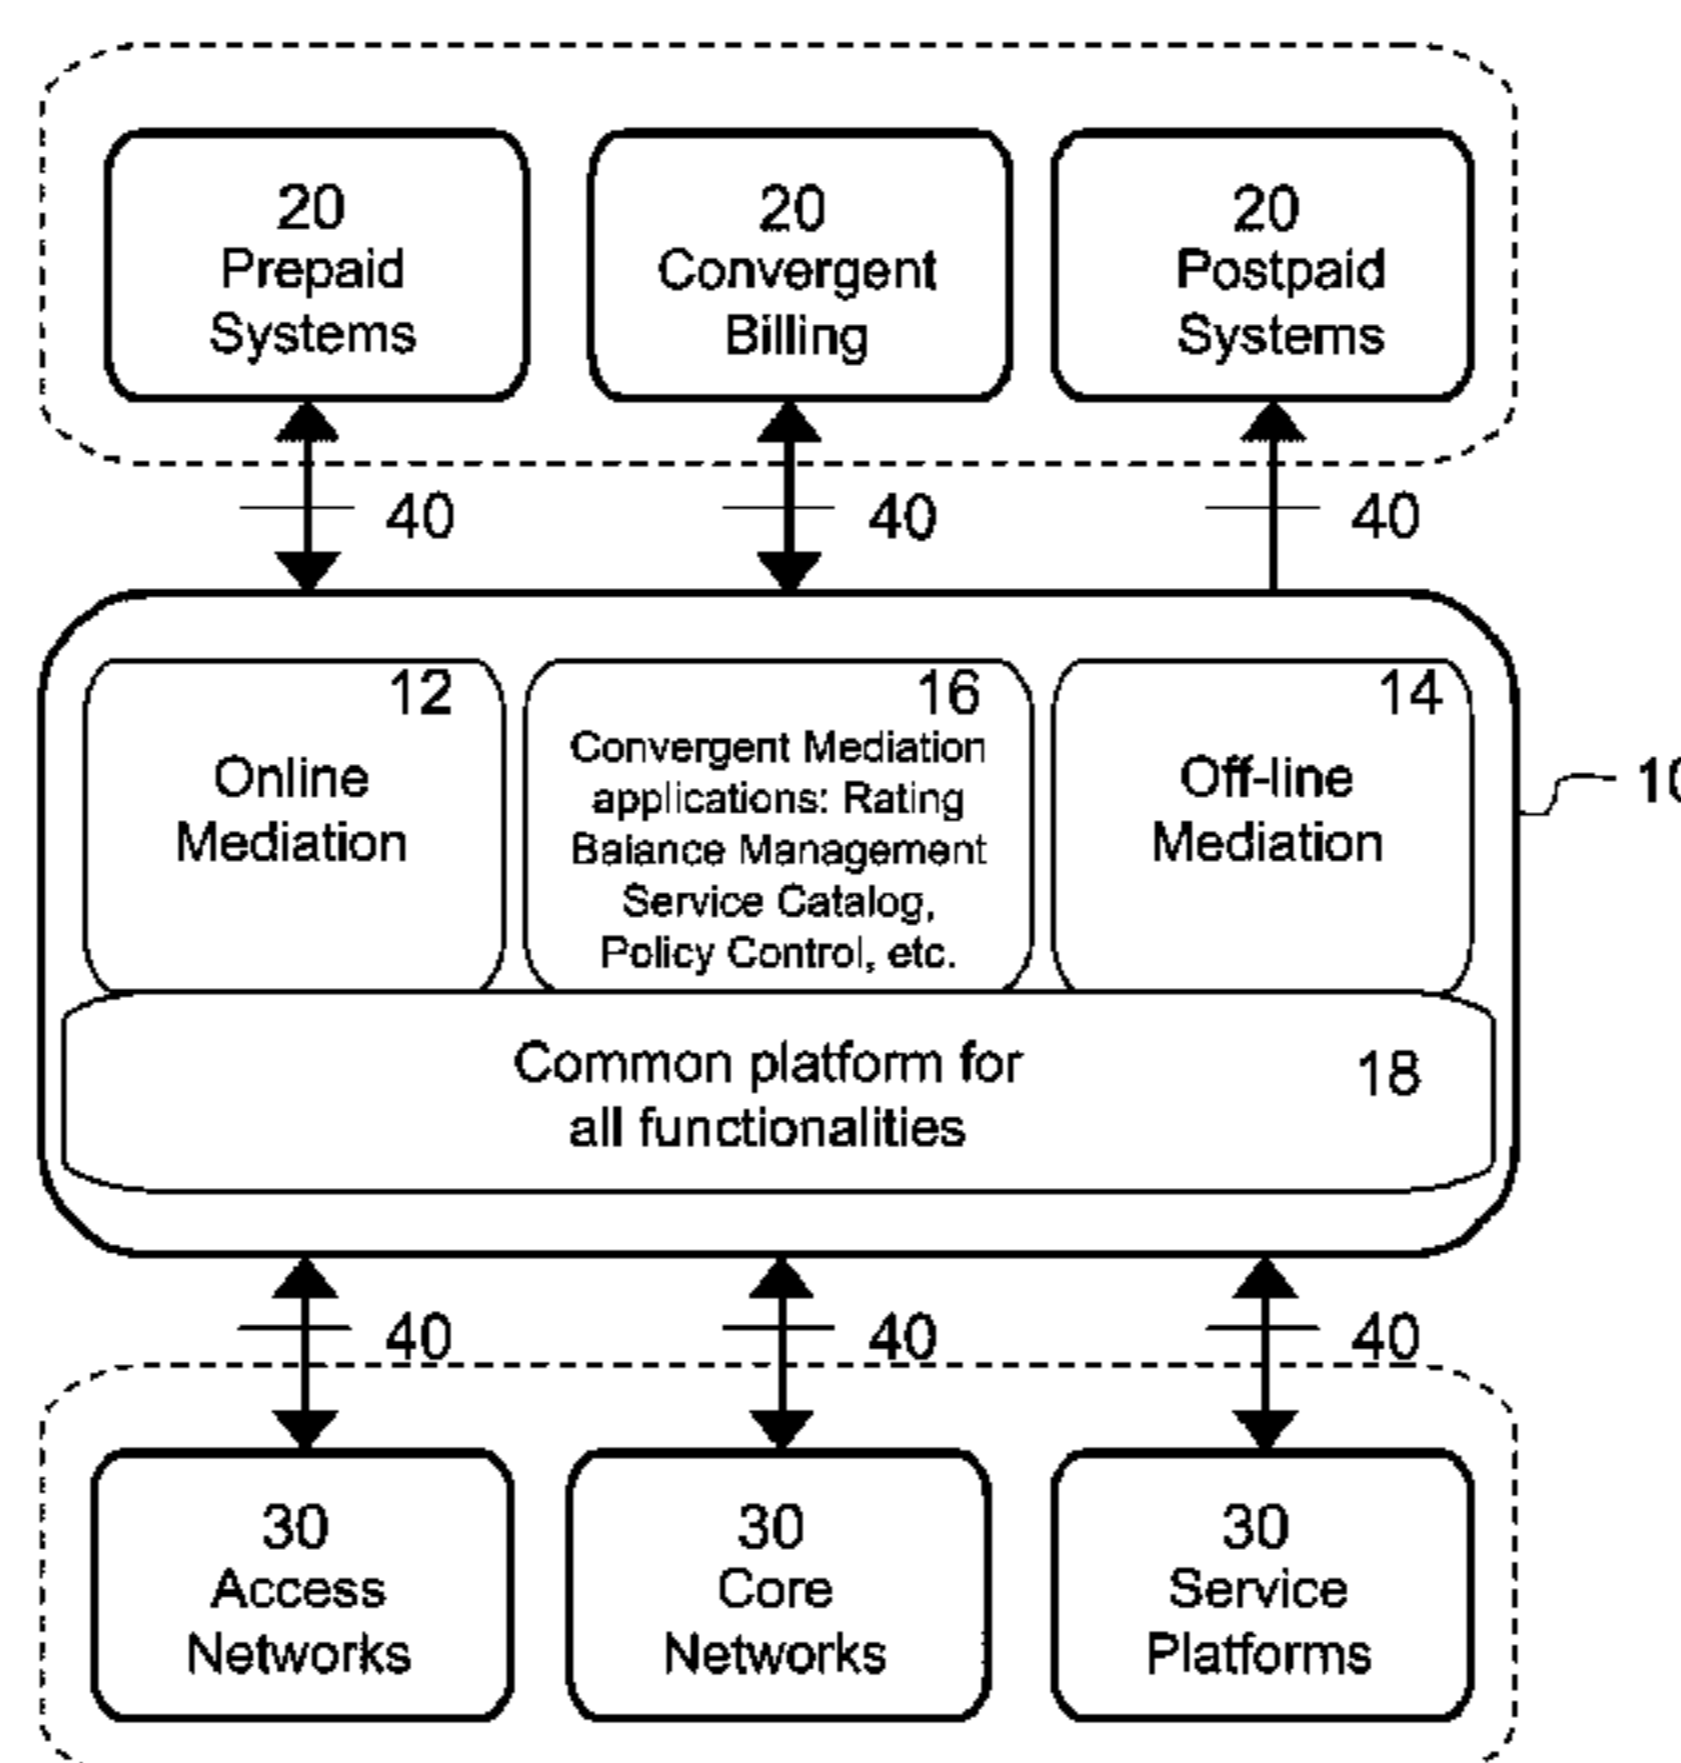 20
Prepaid
Systems
20
Convergent
Billing
20
Postpaid
Systems
40
40
40
12
Online
Mediation
16
Convergent Mediation
applications: Rating
Balance Management
Service Catalog,
Policy Control, etc.
14
Off-line
Mediation
10
Common platform for
all functionalities
18
40
40
40
30
Access
Networks
30
Core
Networks
30
Service
Platforms